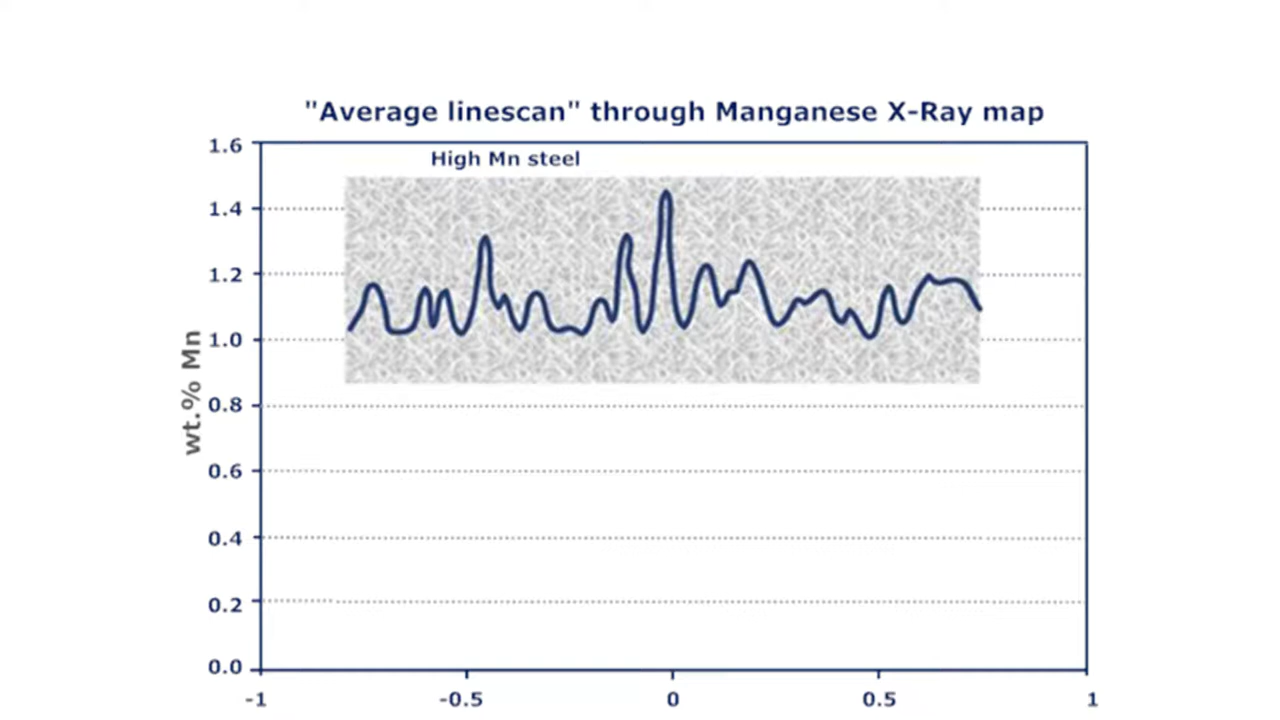 "Average linescan" through Manganese X-Ray map
High Mn steel
wt.% Mn
1.6
1.4
1.2
1.0
0.8
0.6
0.4
0.2
0.0
-1 -0.5 0 0.5 1